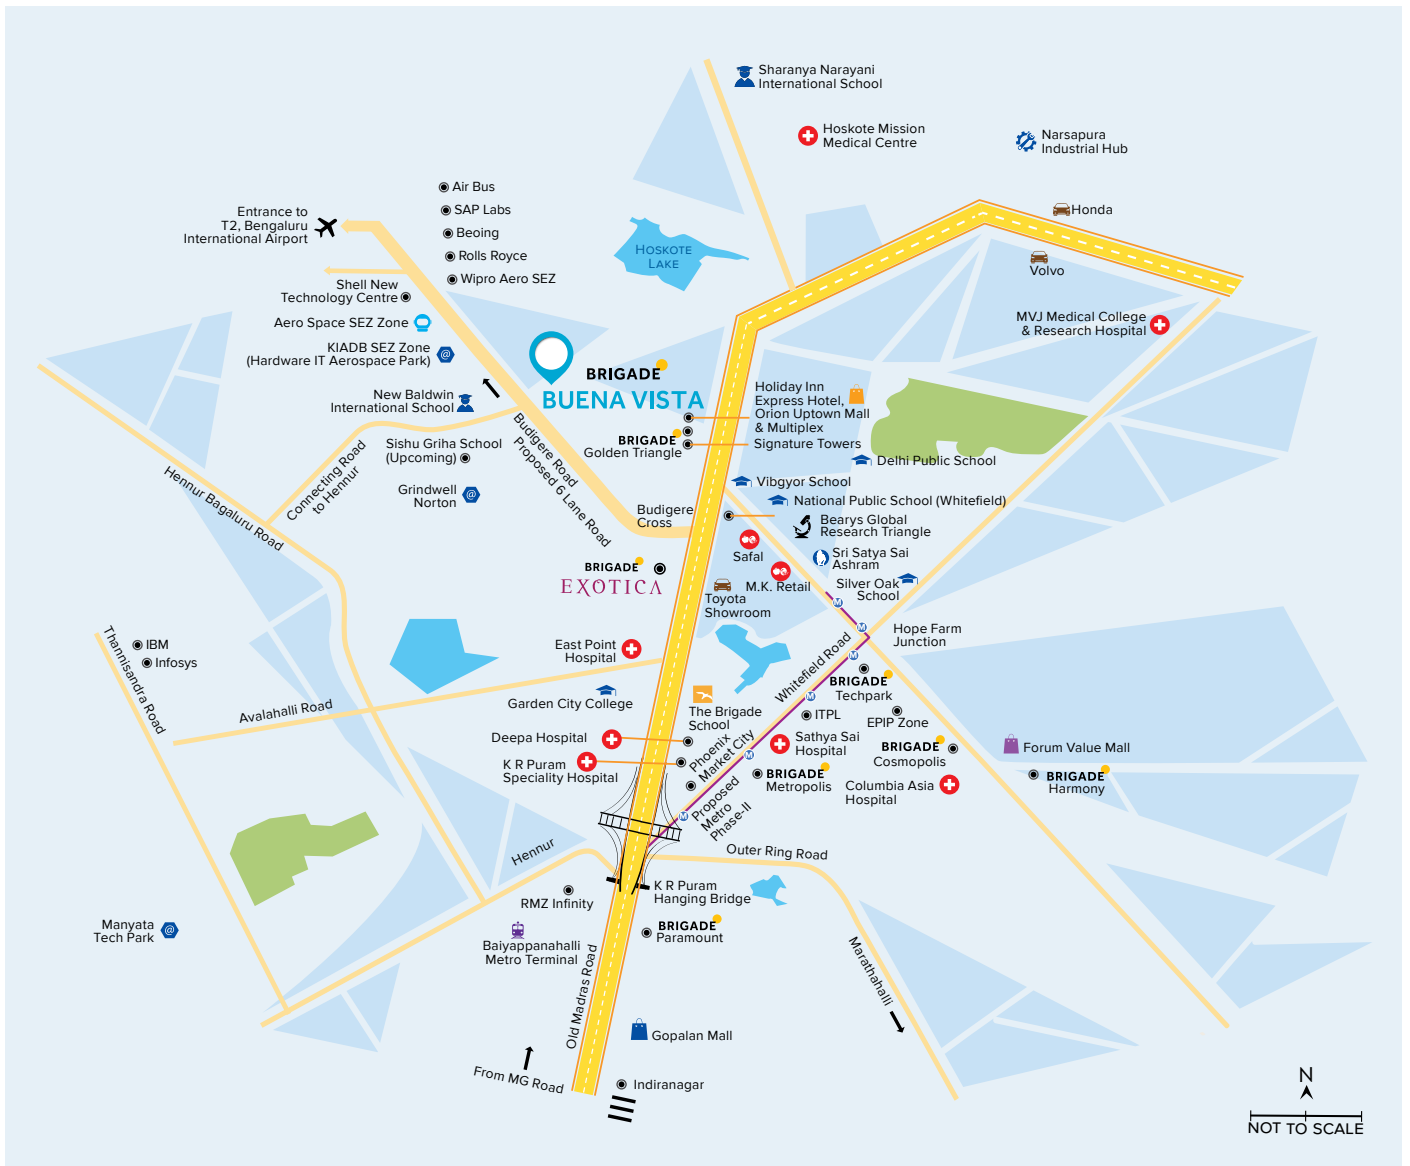 Sharanya Narayani
International School
Hoskote Mission
Medical Centre
Narsapura
Industrial Hub
Air Bus
SAP Labs
Beoing
Rolls Royce
Wipro Aero SEZ
Entrance to
T2, Bengaluru
International Airport
Honda
Volvo
HOSKOTE
LAKE
Shell New
Technology Centre
Aero Space SEZ Zone
KIADB SEZ Zone
(Hardware IT Aerospace Park)
MVJ Medical College
& Research Hospital
BRIGADE
BUENA VISTA
New Baldwin
International School
Holiday Inn
Express Hotel,
Orion Uptown Mall
& Multiplex
Signature Towers
BRIGADE
Golden Triangle
Budigere Road
Proposed 6 Lane Road
Sishu Griha School
(Upcoming)
Connecting Road
to Hennur
Hennur Bagaluru Road
Grindwell
Norton
Delhi Public School
Vibgyor School
National Public School (Whitefield)
Budigere
Cross
Bearys Global
Research Triangle
Safal
Sri Satya Sai
Ashram
M.K. Retail
Silver Oak
School
BRIGADE
EXOTICA
Toyota
Showroom
M
M
M
M
M
M
Hope Farm
Junction
Whitefield Road
IBM
Infosys
Thannisandra Road
Avalahalli Road
East Point
Hospital
Garden City College
The Brigade
School
BRIGADE
Techpark
ITPL
EPIP Zone
Deepa Hospital
K R Puram
Speciality Hospital
Phoenix
Market City
Sathya Sai
Hospital
BRIGADE
Cosmopolis
Forum Value Mall
BRIGADE
Metropolis
Columbia Asia
Hospital
BRIGADE
Harmony
Proposed
Metro
Phase-II
Hennur
Outer Ring Road
K R Puram
Hanging Bridge
RMZ Infinity
BRIGADE
Paramount
Manyata
Tech Park
@
@
@
Baiyappanahalli
Metro Terminal
Old Madras Road
Marathahalli
Gopalan Mall
From MG Road
Indiranagar
N
NOT TO SCALE